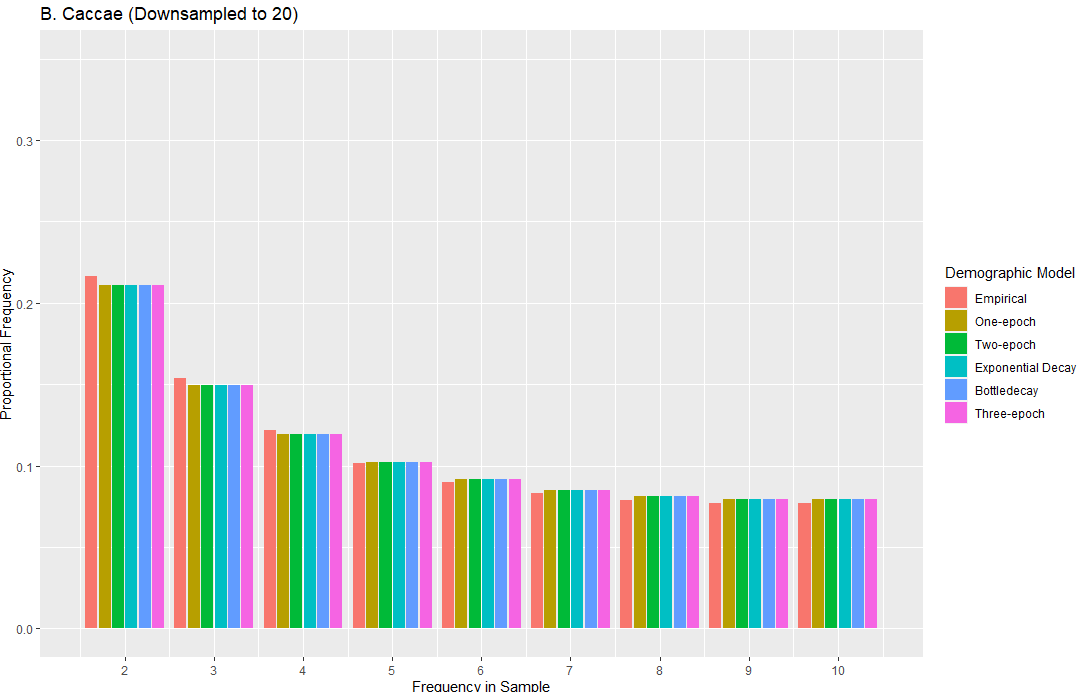 B. Caccae (Downsampled to 20)
Proportional Frequency
0.3
0.2
0.1
0.0
2 3 4 5 6 7 8 9 10
Frequency in Sample
Demographic Model
Empirical
One-epoch
Two-epoch
Exponential Decay
Bottledecay
Three-epoch